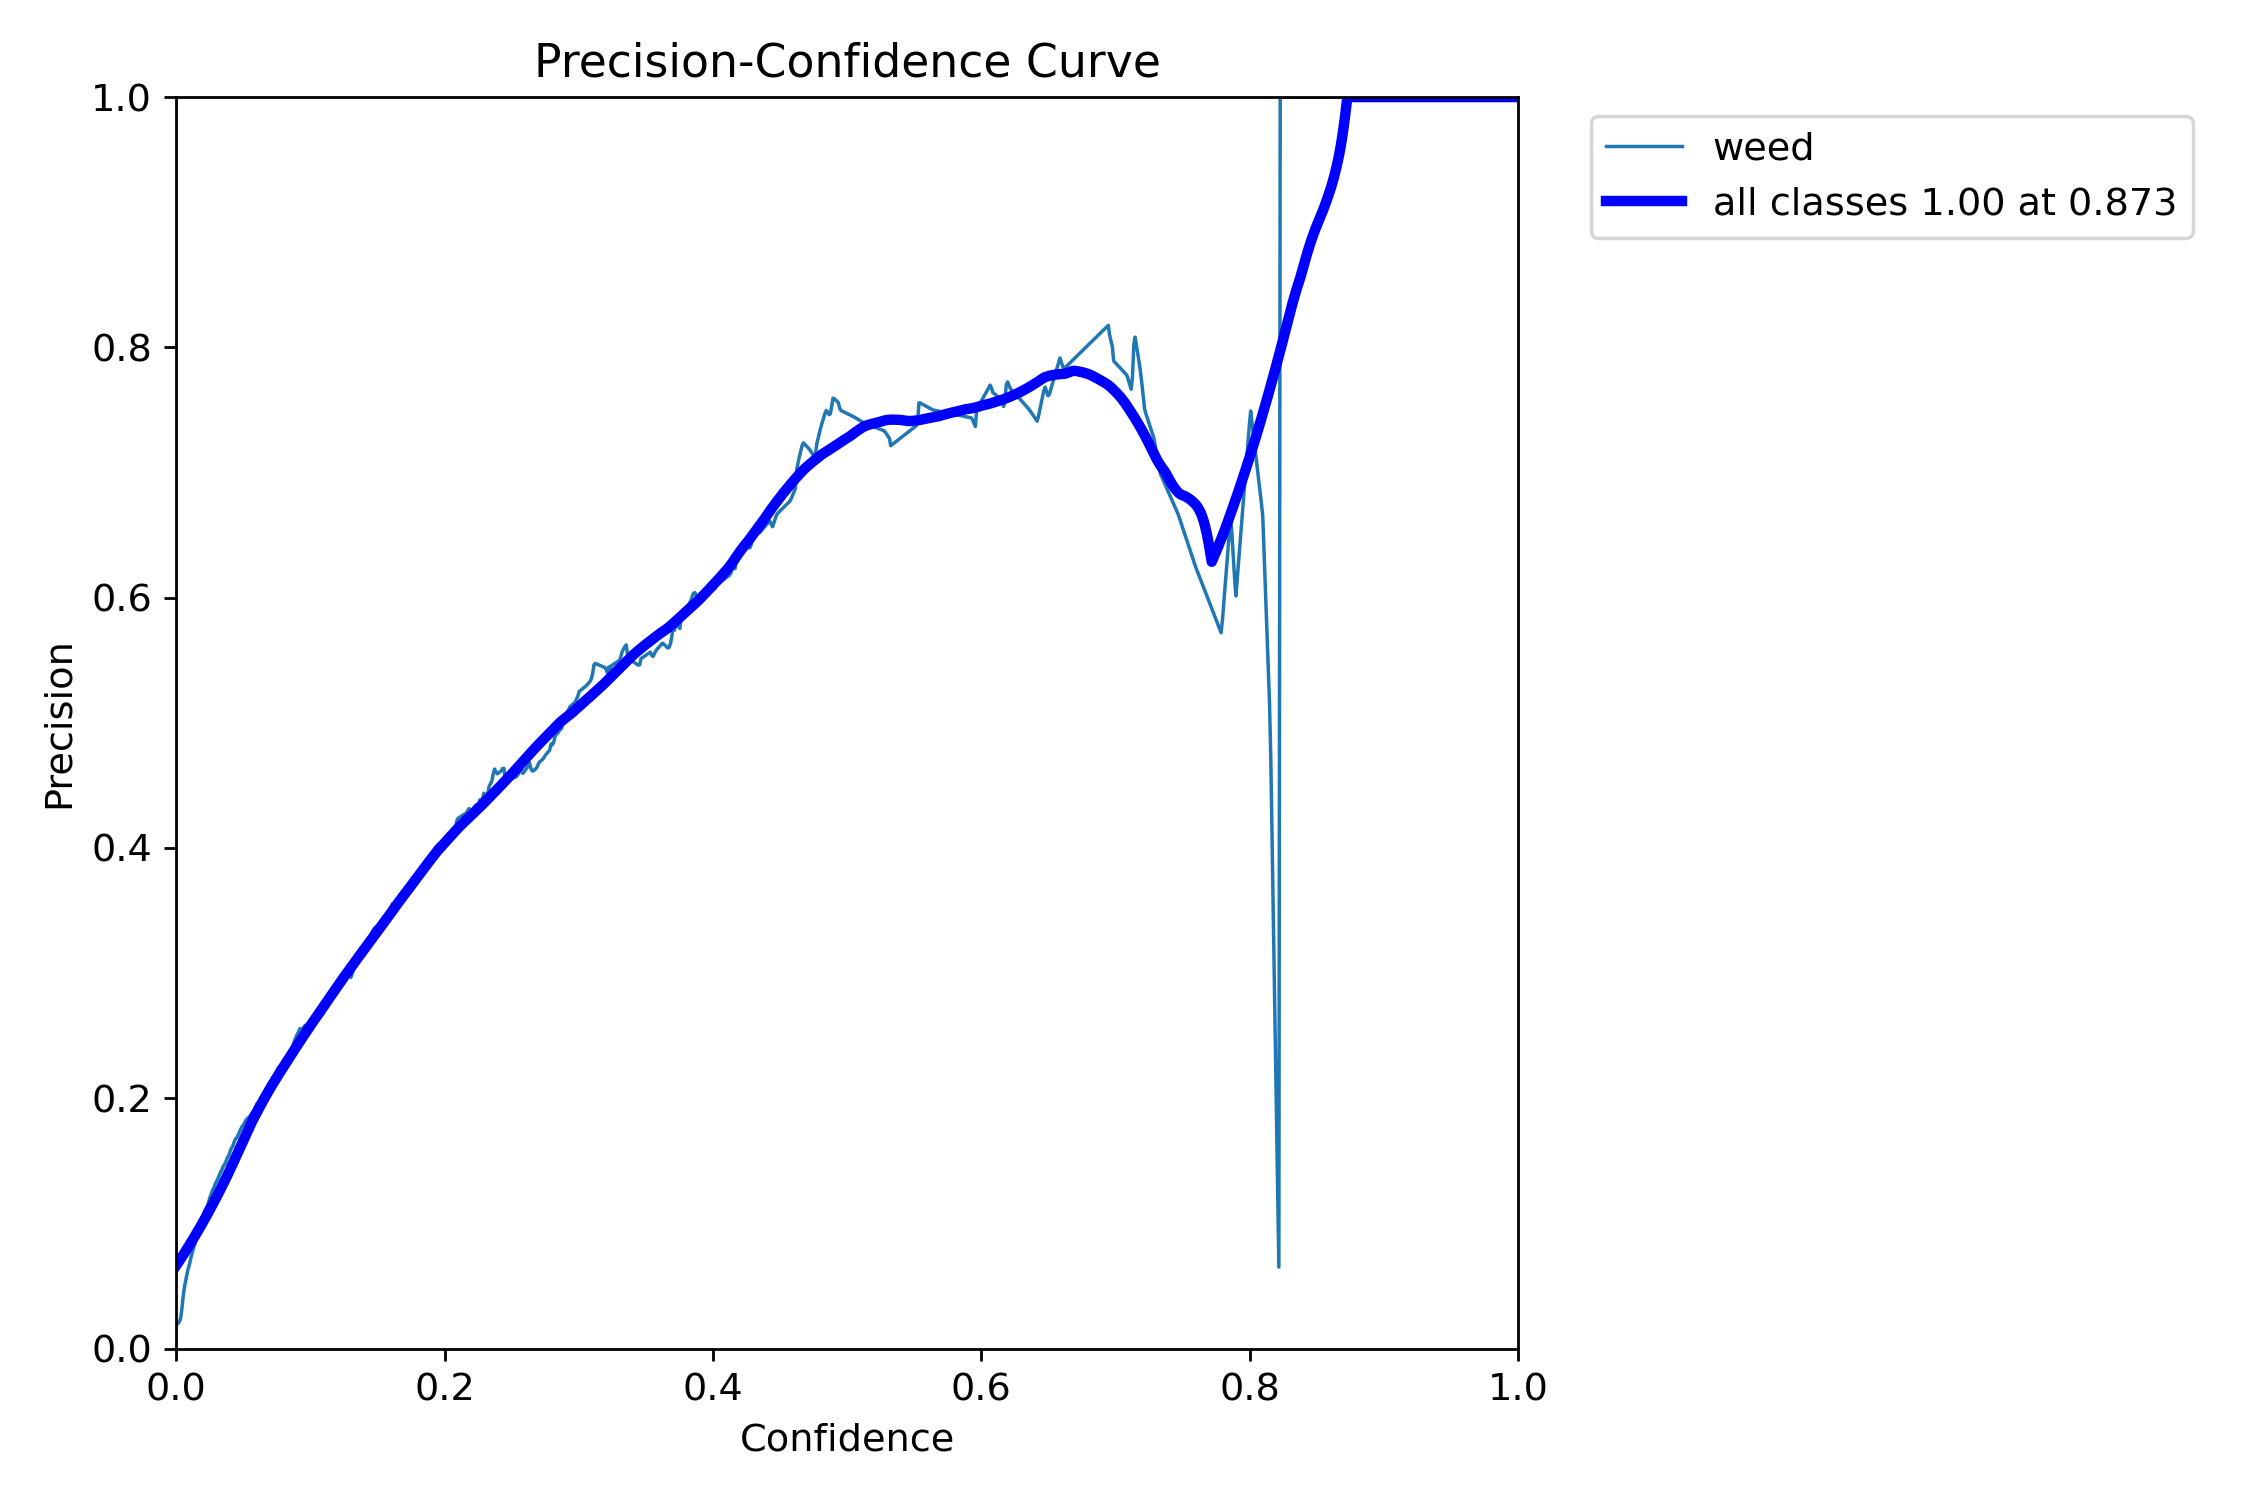 Precision-Confidence Curve
1.0
0.8
0.6
0.4
0.2
0.0
Precision
0.0 0.2 0.4 0.6 0.8 1.0
Confidence
weed
all classes 1.00 at 0.873